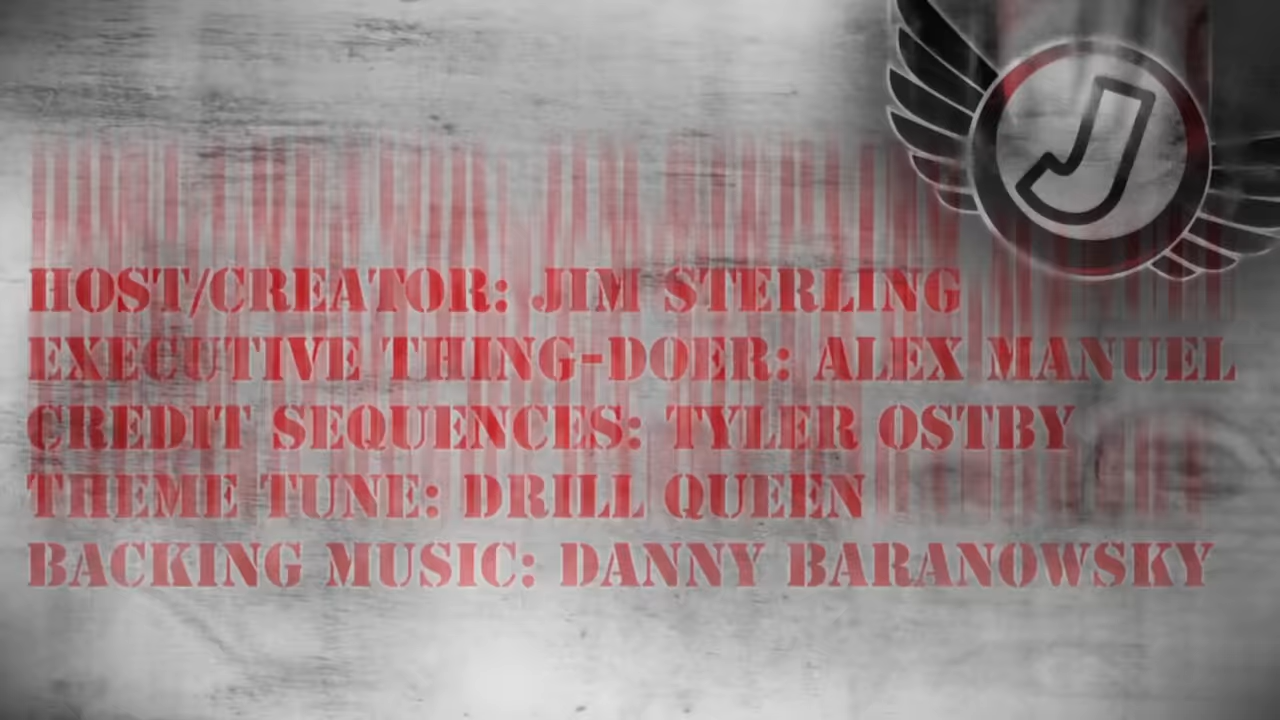 J
HOST/CREATOR: JIM STERLING
EXECUTIVE THING-DOER: ALEX MANUEL
CREDIT SEQUENCES: TYLER OSTBY
THEME TUNE: DRILL QUEEN
BACKING MUSIC: DANNY BARANOWSKY